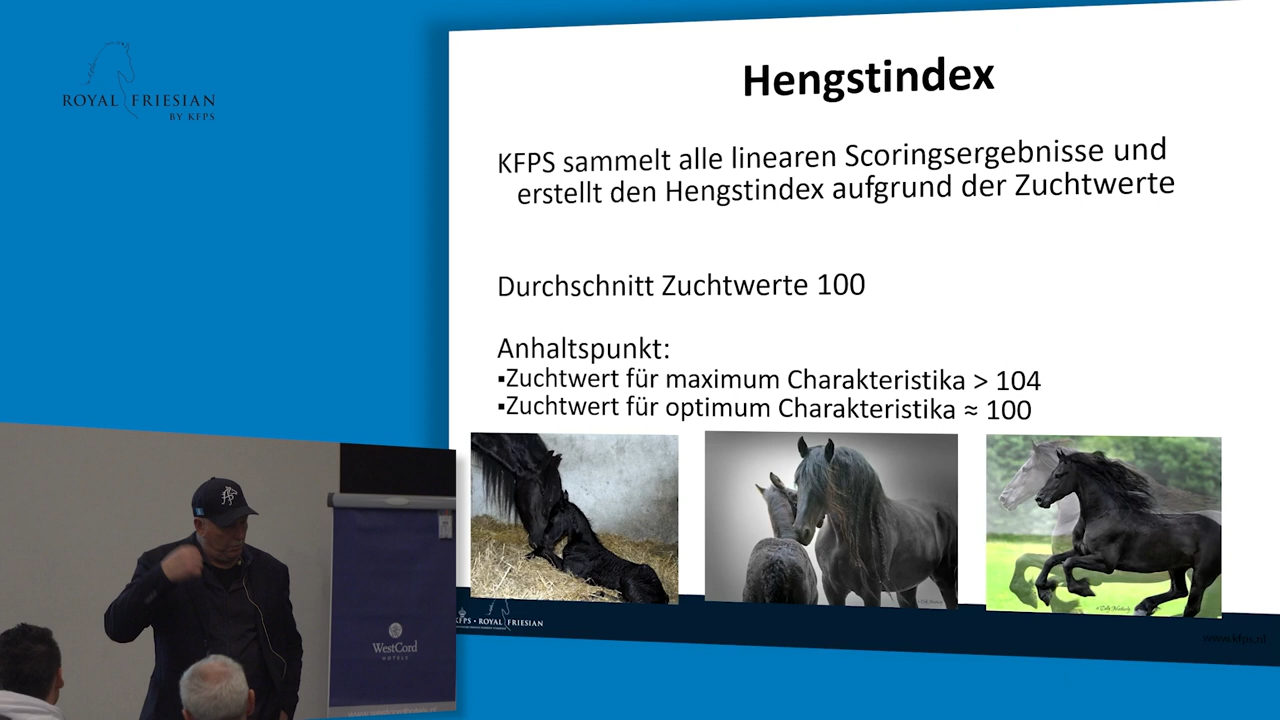 ROYAL FRIESIAN
BY KFPS
Hengstindex
KFPS sammelt alle linearen Scoringsergebnisse und
erstellt den Hengstindex aufgrund der Zuchtwerte
Durchschnitt Zuchtwerte 100
Anhaltspunkt:
▪Zuchtwert für maximum Charakteristika > 104
▪Zuchtwert für optimum Charakteristika ≈ 100
KFPS • ROYAL FRIESIAN
www.kfps.nl
WestCord
HOTELS